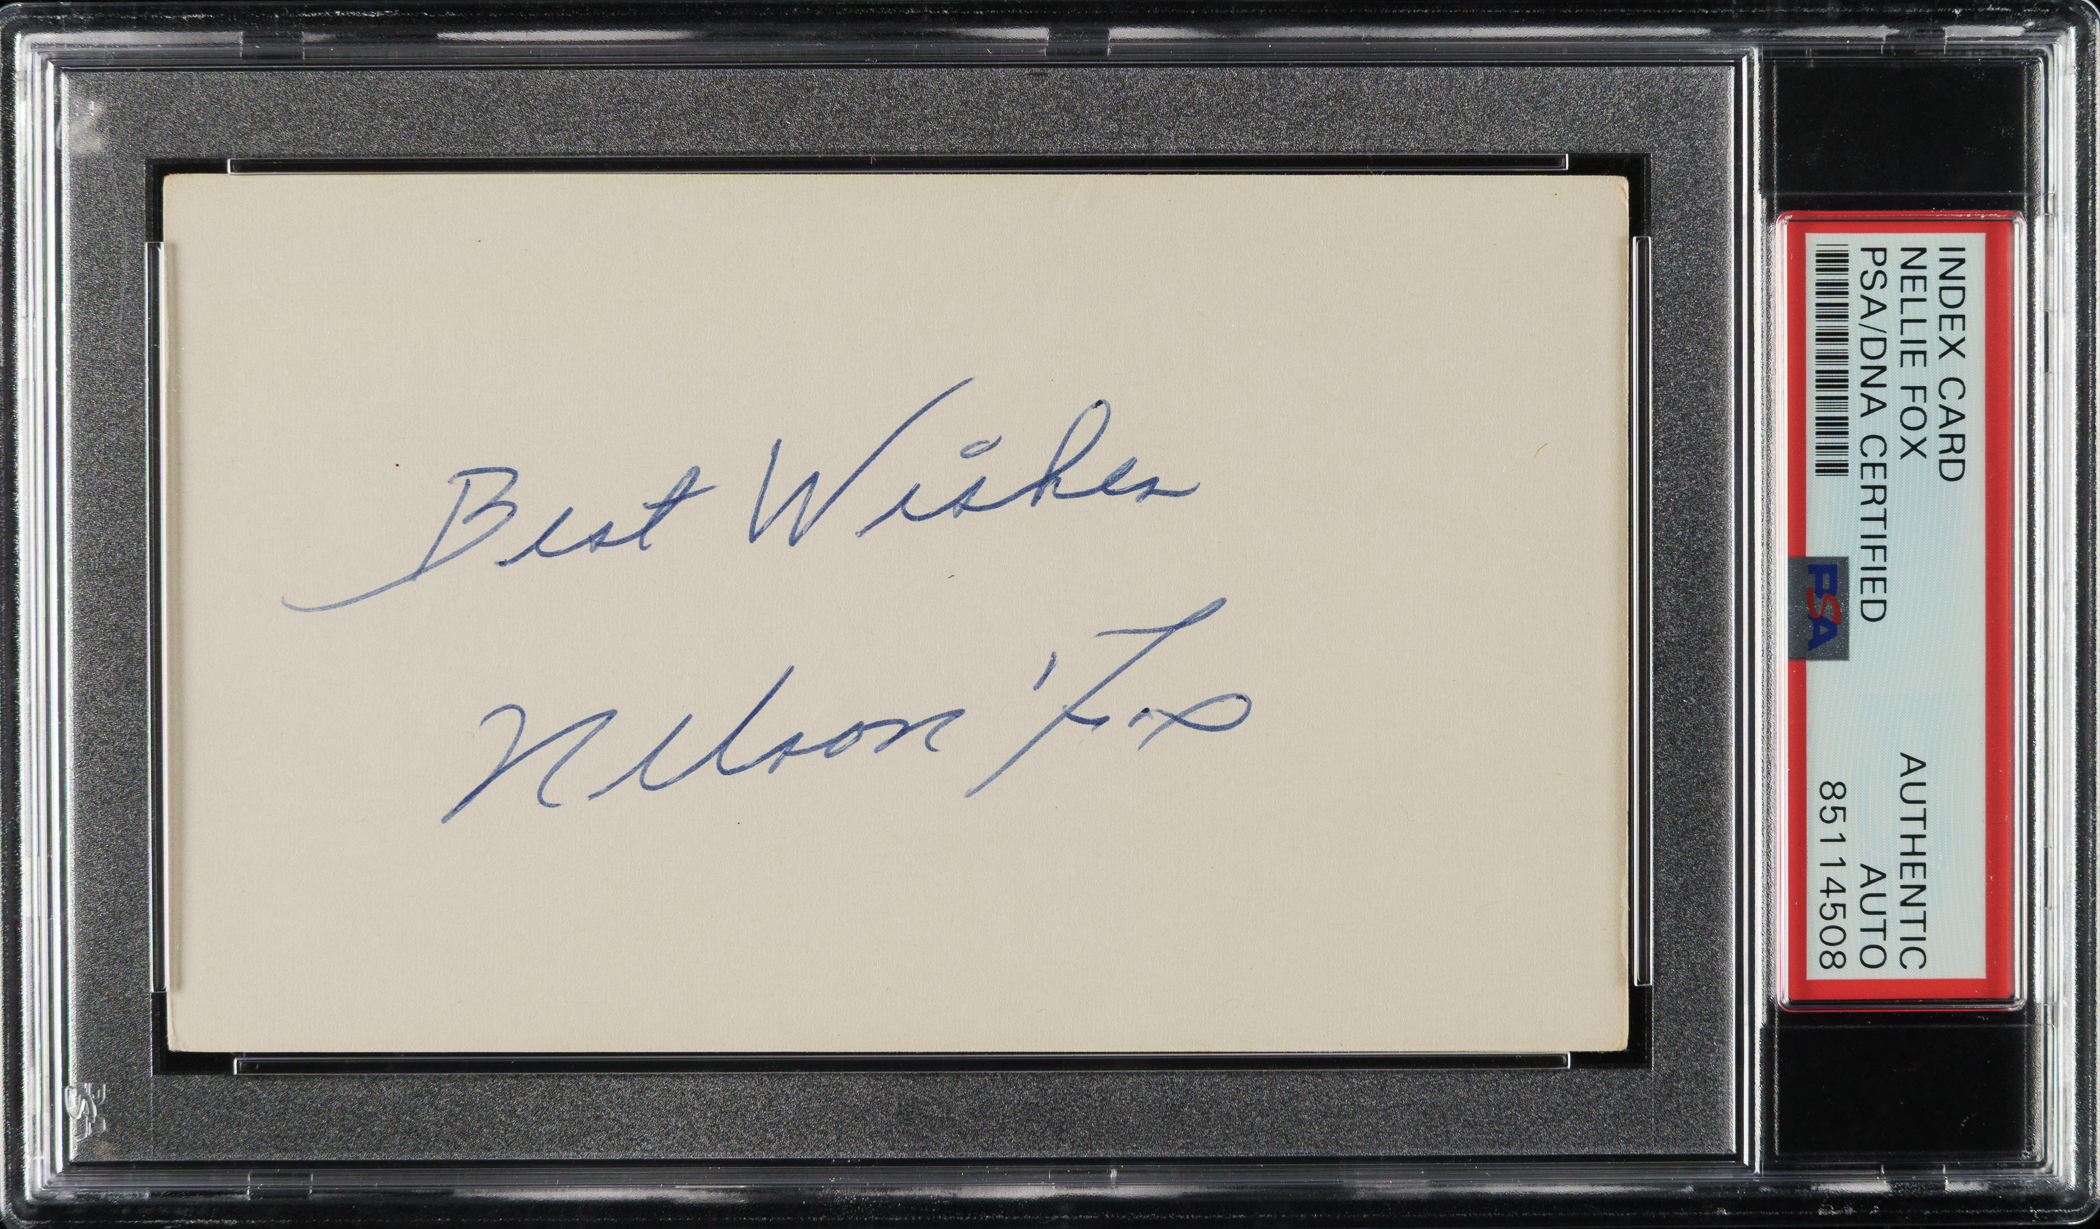 Best Wishes
Nelson Fox
INDEX CARD
NELLIE FOX
PSA/DNA CERTIFIED
AUTHENTIC
AUTO
85114508
PSA